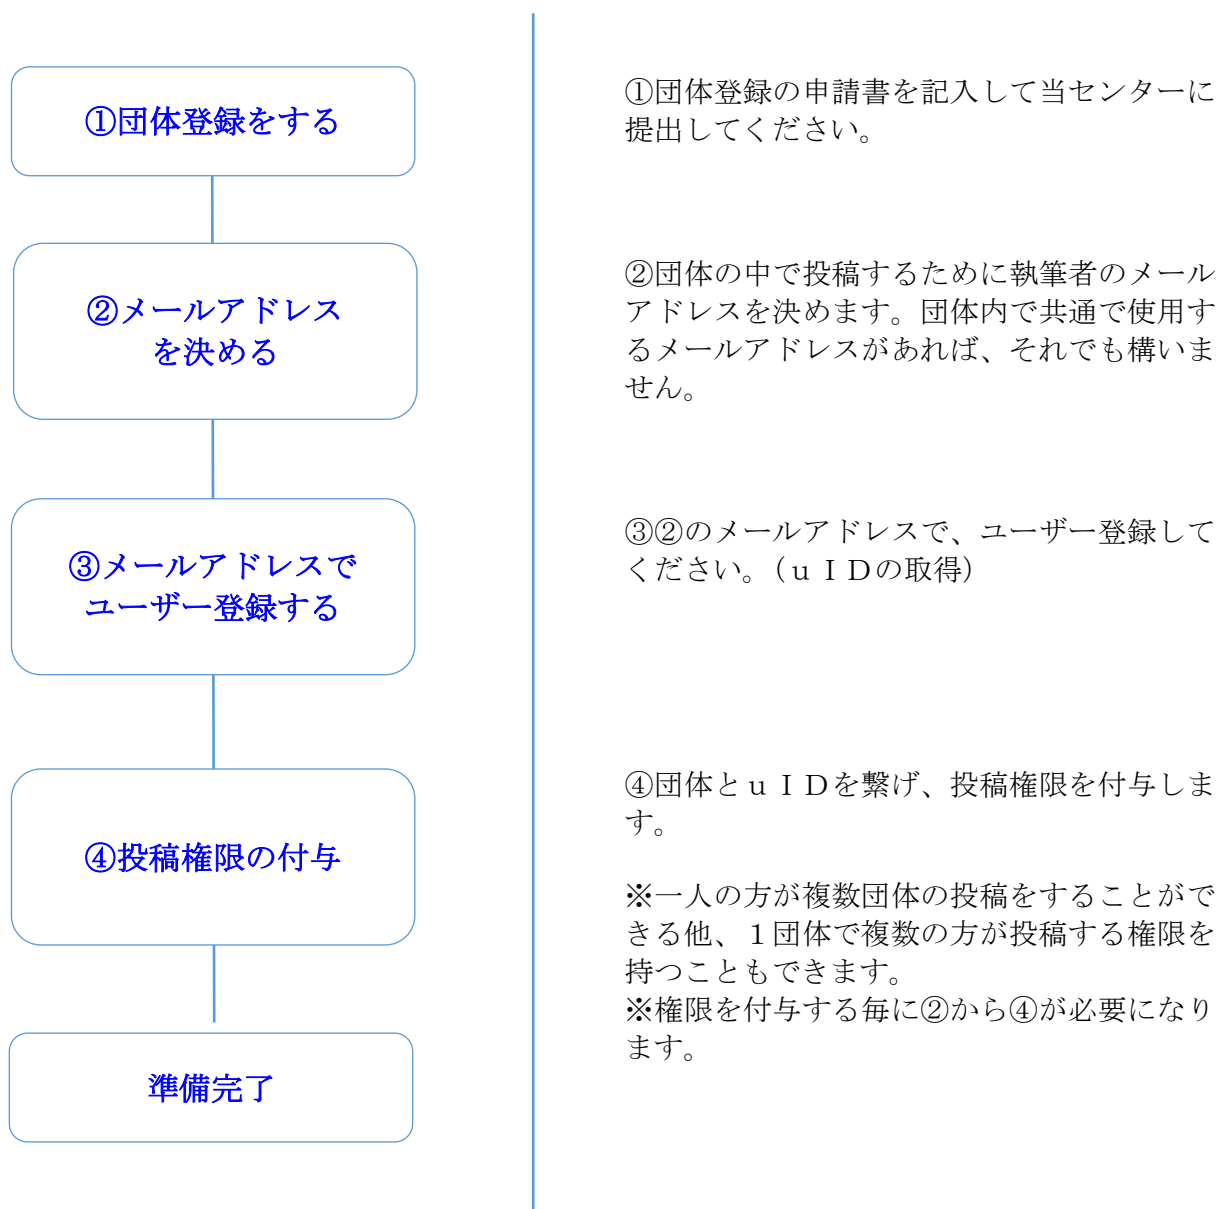 ①団体登録をする
②メールアドレス
を決める
③メールアドレスで
ユーザー登録する
④投稿権限の付与
準備完了
①団体登録の申請書を記入して当センターに
提出してください。
②団体の中で投稿するために執筆者のメール
アドレスを決めます。団体内で共通で使用す
るメールアドレスがあれば、それでも構いま
せん。
③②のメールアドレスで、ユーザー登録して
ください。(ｕＩＤの取得)
④団体とｕＩＤを繋げ、投稿権限を付与しま
す。
※一人の方が複数団体の投稿をすることがで
きる他、１団体で複数の方が投稿する権限を
持つこともできます。
※権限を付与する毎に②から④が必要になり
ます。